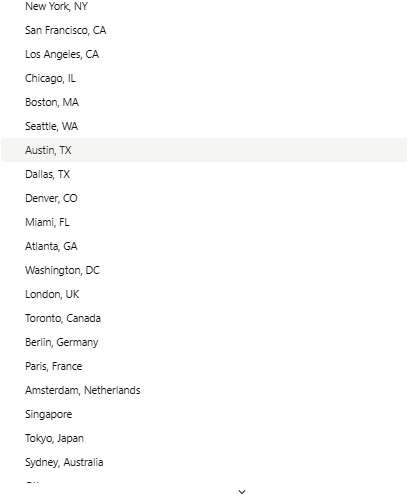 New York, NY
San Francisco, CA
Los Angeles, CA
Chicago, IL
Boston, MA
Seattle, WA
Austin, TX
Dallas, TX
Denver, CO
Miami, FL
Atlanta, GA
Washington, DC
London, UK
Toronto, Canada
Berlin, Germany
Paris, France
Amsterdam, Netherlands
Singapore
Tokyo, Japan
Sydney, Australia